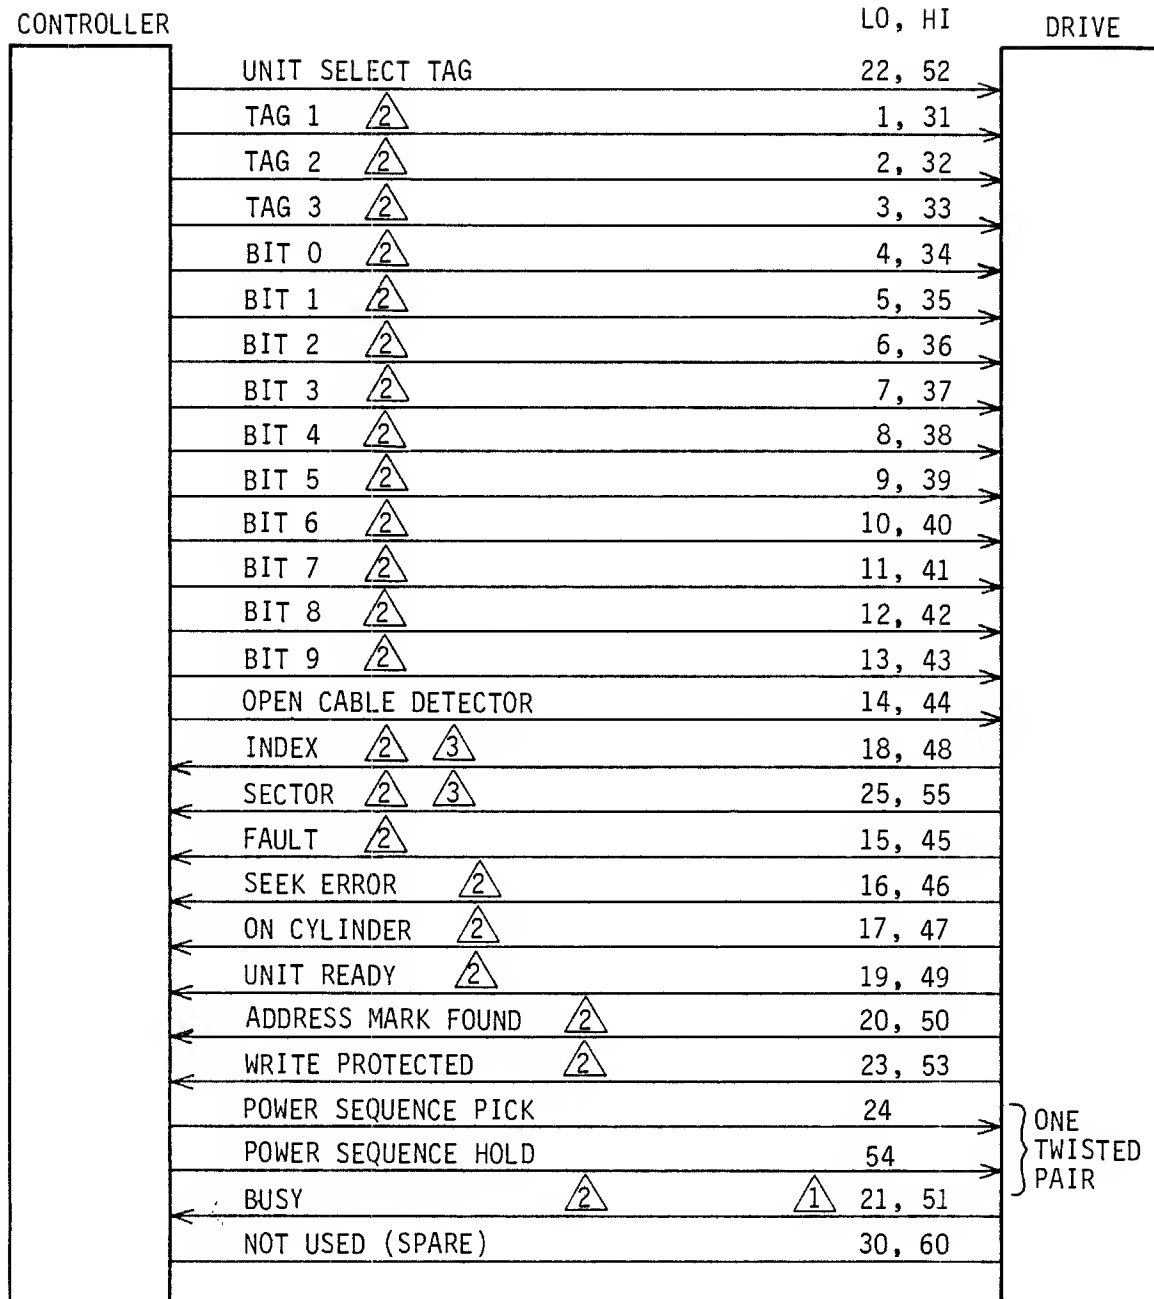 CONTROLLER LO, HI DRIVE
UNIT SELECT TAG 22, 52
TAG 1 2 1, 31
TAG 2 2 2, 32
TAG 3 2 3, 33
BIT 0 2 4, 34
BIT 1 2 5, 35
BIT 2 2 6, 36
BIT 3 2 7, 37
BIT 4 2 8, 38
BIT 5 2 9, 39
BIT 6 2 10, 40
BIT 7 2 11, 41
BIT 8 2 12, 42
BIT 9 2 13, 43
OPEN CABLE DETECTOR 14, 44
INDEX 2 3 18, 48
SECTOR 2 3 25, 55
FAULT 2 15, 45
SEEK ERROR 2 16, 46
ON CYLINDER 2 17, 47
UNIT READY 2 19, 49
ADDRESS MARK FOUND 2 20, 50
WRITE PROTECTED 2 23, 53
POWER SEQUENCE PICK 24
POWER SEQUENCE HOLD 54
ONE
TWISTED
PAIR
BUSY 2 1 21, 51
NOT USED (SPARE) 30, 60